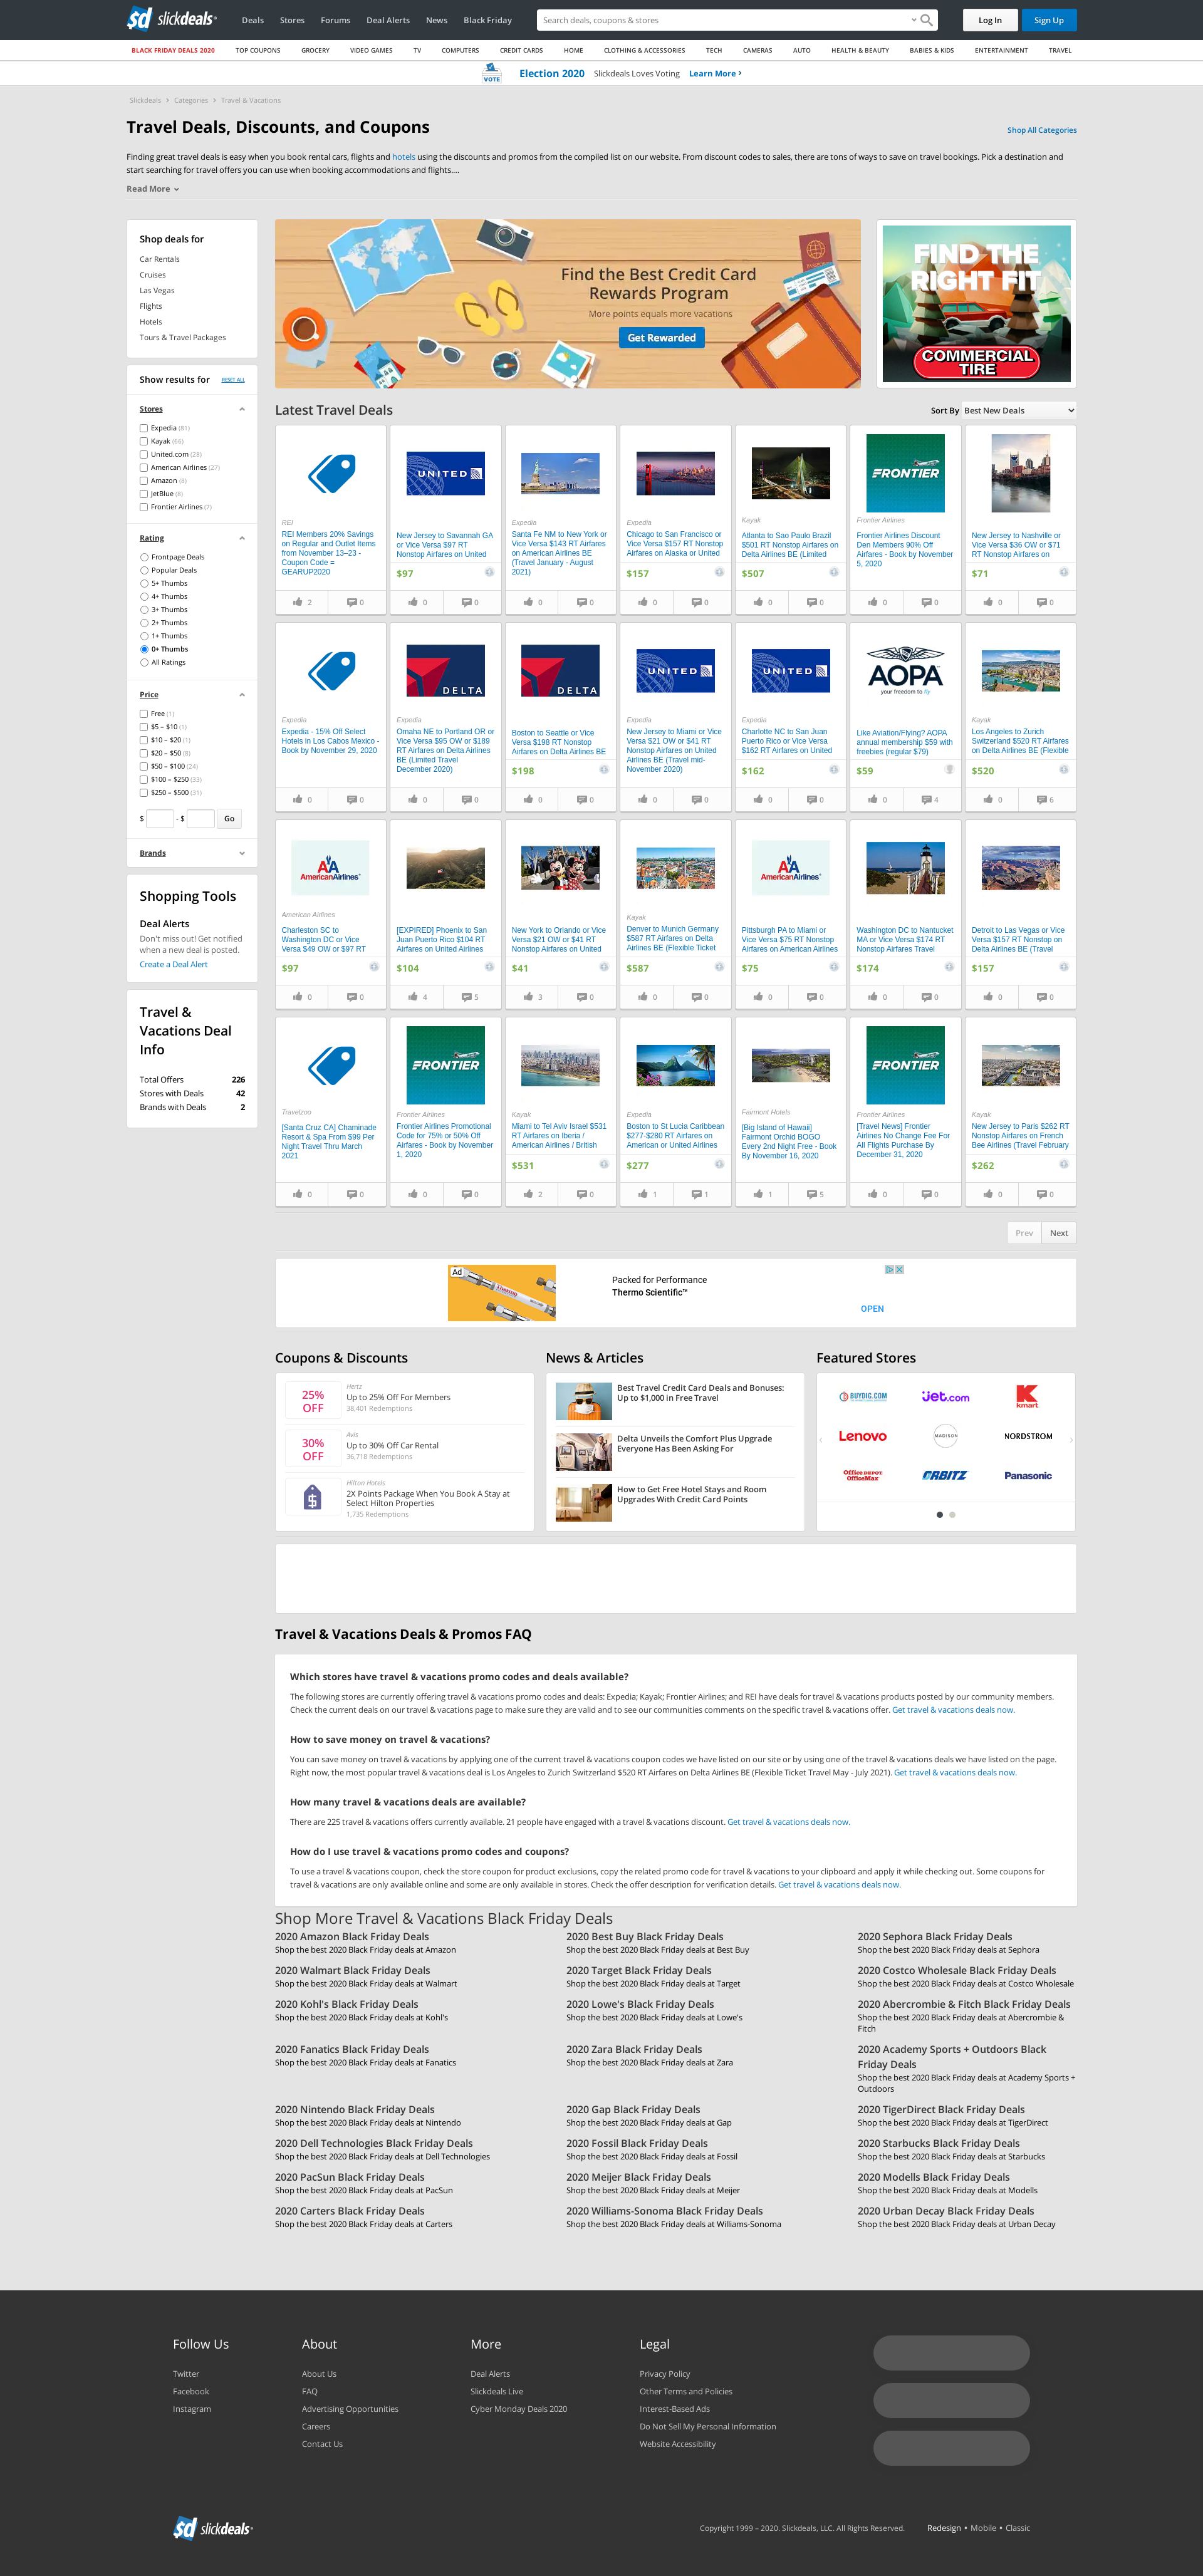 slickdeals
Deals
Stores
Forums
Deal Alerts
News
Black Friday
Search deals, coupons & stores
Log In
Sign Up
BLACK FRIDAY DEALS 2020
TOP COUPONS
GROCERY
VIDEO GAMES
TV
COMPUTERS
CREDIT CARDS
HOME
CLOTHING & ACCESSORIES
TECH
CAMERAS
AUTO
HEALTH & BEAUTY
BABIES & KIDS
ENTERTAINMENT
TRAVEL
VOTE
Election 2020 Slickdeals Loves Voting Learn More ›
Slickdeals › Categories › Travel & Vacations
Travel Deals, Discounts, and Coupons
Shop All Categories
Finding great travel deals is easy when you book rental cars, flights and hotels using the discounts and promos from the compiled list on our website. From discount codes to sales, there are tons of ways to save on travel bookings. Pick a destination and
start searching for travel offers you can use when booking accommodations and flights....
Read More
Shop deals for
Car Rentals
Cruises
Las Vegas
Flights
Hotels
Tours & Travel Packages
Show results for RESET ALL
Stores
Expedia (81)
Kayak (66)
United.com (28)
American Airlines (27)
Amazon (8)
JetBlue (8)
Frontier Airlines (7)
Rating
Frontpage Deals
Popular Deals
5+ Thumbs
4+ Thumbs
3+ Thumbs
2+ Thumbs
1+ Thumbs
0+ Thumbs
All Ratings
Price
Free (1)
$5 – $10 (1)
$10 – $20 (1)
$20 – $50 (8)
$50 – $100 (24)
$100 – $250 (33)
$250 – $500 (31)
$ - $ Go
Brands
Shopping Tools
Deal Alerts
Don't miss out! Get notified
when a new deal is posted.
Create a Deal Alert
Travel &
Vacations Deal
Info
Total Offers 226
Stores with Deals 42
Brands with Deals 2
Find the Best Credit Card
Rewards Program
More points equals more vacations
Get Rewarded
FIND THE
RIGHT FIT
COMMERCIAL
TIRE
Latest Travel Deals
Sort By Best New Deals
REI
REI Members 20% Savings
on Regular and Outlet Items
from November 13–23 -
Coupon Code =
GEARUP2020
2 0
UNITED
New Jersey to Savannah GA
or Vice Versa $97 RT
Nonstop Airfares on United
$97
0 0
Expedia
Santa Fe NM to New York or
Vice Versa $143 RT Airfares
on American Airlines BE
(Travel January - August
2021)
0 0
Expedia
Chicago to San Francisco or
Vice Versa $157 RT Nonstop
Airfares on Alaska or United
$157
0 0
Kayak
Atlanta to Sao Paulo Brazil
$501 RT Nonstop Airfares on
Delta Airlines BE (Limited
$507
0 0
FRONTIER
Frontier Airlines
Frontier Airlines Discount
Den Members 90% Off
Airfares - Book by November
5, 2020
0 0
New Jersey to Nashville or
Vice Versa $36 OW or $71
RT Nonstop Airfares on
$71
0 0
Expedia
Expedia - 15% Off Select
Hotels in Los Cabos Mexico -
Book by November 29, 2020
0 0
DELTA
Expedia
Omaha NE to Portland OR or
Vice Versa $95 OW or $189
RT Airfares on Delta Airlines
BE (Limited Travel
December 2020)
0 0
DELTA
Boston to Seattle or Vice
Versa $198 RT Nonstop
Airfares on Delta Airlines BE
$198
0 0
UNITED
Expedia
New Jersey to Miami or Vice
Versa $21 OW or $41 RT
Nonstop Airfares on United
Airlines BE (Travel mid-
November 2020)
0 0
UNITED
Expedia
Charlotte NC to San Juan
Puerto Rico or Vice Versa
$162 RT Airfares on United
$162
0 0
AOPA
your freedom to fly
Like Aviation/Flying? AOPA
annual membership $59 with
freebies (regular $79)
$59
0 4
Kayak
Los Angeles to Zurich
Switzerland $520 RT Airfares
on Delta Airlines BE (Flexible
$520
0 6
AmericanAirlines
American Airlines
Charleston SC to
Washington DC or Vice
Versa $49 OW or $97 RT
$97
0 0
[EXPIRED] Phoenix to San
Juan Puerto Rico $104 RT
Airfares on United Airlines
$104
4 5
New York to Orlando or Vice
Versa $21 OW or $41 RT
Nonstop Airfares on United
$41
3 0
Kayak
Denver to Munich Germany
$587 RT Airfares on Delta
Airlines BE (Flexible Ticket
$587
0 0
AmericanAirlines
Pittsburgh PA to Miami or
Vice Versa $75 RT Nonstop
Airfares on American Airlines
$75
0 0
Washington DC to Nantucket
MA or Vice Versa $174 RT
Nonstop Airfares Travel
$174
0 0
Detroit to Las Vegas or Vice
Versa $157 RT Nonstop on
Delta Airlines BE (Travel
$157
0 0
Travelzoo
[Santa Cruz CA] Chaminade
Resort & Spa From $99 Per
Night Travel Thru March
2021
0 0
FRONTIER
Frontier Airlines
Frontier Airlines Promotional
Code for 75% or 50% Off
Airfares - Book by November
1, 2020
0 0
Kayak
Miami to Tel Aviv Israel $531
RT Airfares on Iberia /
American Airlines / British
$531
2 0
Expedia
Boston to St Lucia Caribbean
$277-$280 RT Airfares on
American or United Airlines
$277
1 1
Fairmont Hotels
[Big Island of Hawaii]
Fairmont Orchid BOGO
Every 2nd Night Free - Book
By November 16, 2020
1 5
FRONTIER
Frontier Airlines
[Travel News] Frontier
Airlines No Change Fee For
All Flights Purchase By
December 31, 2020
0 0
Kayak
New Jersey to Paris $262 RT
Nonstop Airfares on French
Bee Airlines (Travel February
$262
0 0
Prev Next
Ad
Packed for Performance
Thermo Scientific™
OPEN
Coupons & Discounts
25%
OFF
Hertz
Up to 25% Off For Members
38,401 Redemptions
30%
OFF
Avis
Up to 30% Off Car Rental
36,718 Redemptions
Hilton Hotels
2X Points Package When You Book A Stay at
Select Hilton Properties
1,735 Redemptions
News & Articles
Best Travel Credit Card Deals and Bonuses:
Up to $1,000 in Free Travel
Delta Unveils the Comfort Plus Upgrade
Everyone Has Been Asking For
How to Get Free Hotel Stays and Room
Upgrades With Credit Card Points
Featured Stores
BUYDIG.COM
jet.com
kmart
Lenovo
MADISON
NORDSTROM
Office DEPOT
OfficeMax
ORBITZ
Panasonic
Travel & Vacations Deals & Promos FAQ
Which stores have travel & vacations promo codes and deals available?
The following stores are currently offering travel & vacations promo codes and deals: Expedia; Kayak; Frontier Airlines; and REI have deals for travel & vacations products posted by our community members.
Check the current deals on our travel & vacations page to make sure they are valid and to see our communities comments on the specific travel & vacations offer. Get travel & vacations deals now.
How to save money on travel & vacations?
You can save money on travel & vacations by applying one of the current travel & vacations coupon codes we have listed on our site or by using one of the travel & vacations deals we have listed on the page.
Right now, the most popular travel & vacations deal is Los Angeles to Zurich Switzerland $520 RT Airfares on Delta Airlines BE (Flexible Ticket Travel May - July 2021). Get travel & vacations deals now.
How many travel & vacations deals are available?
There are 225 travel & vacations offers currently available. 21 people have engaged with a travel & vacations discount. Get travel & vacations deals now.
How do I use travel & vacations promo codes and coupons?
To use a travel & vacations coupon, check the store coupon for product exclusions, copy the related promo code for travel & vacations to your clipboard and apply it while checking out. Some coupons for
travel & vacations are only available online and some are only available in stores. Check the offer description for verification details. Get travel & vacations deals now.
Shop More Travel & Vacations Black Friday Deals
2020 Amazon Black Friday Deals
Shop the best 2020 Black Friday deals at Amazon
2020 Best Buy Black Friday Deals
Shop the best 2020 Black Friday deals at Best Buy
2020 Sephora Black Friday Deals
Shop the best 2020 Black Friday deals at Sephora
2020 Walmart Black Friday Deals
Shop the best 2020 Black Friday deals at Walmart
2020 Target Black Friday Deals
Shop the best 2020 Black Friday deals at Target
2020 Costco Wholesale Black Friday Deals
Shop the best 2020 Black Friday deals at Costco Wholesale
2020 Kohl's Black Friday Deals
Shop the best 2020 Black Friday deals at Kohl's
2020 Lowe's Black Friday Deals
Shop the best 2020 Black Friday deals at Lowe's
2020 Abercrombie & Fitch Black Friday Deals
Shop the best 2020 Black Friday deals at Abercrombie &
Fitch
2020 Fanatics Black Friday Deals
Shop the best 2020 Black Friday deals at Fanatics
2020 Zara Black Friday Deals
Shop the best 2020 Black Friday deals at Zara
2020 Academy Sports + Outdoors Black
Friday Deals
Shop the best 2020 Black Friday deals at Academy Sports +
Outdoors
2020 Nintendo Black Friday Deals
Shop the best 2020 Black Friday deals at Nintendo
2020 Gap Black Friday Deals
Shop the best 2020 Black Friday deals at Gap
2020 TigerDirect Black Friday Deals
Shop the best 2020 Black Friday deals at TigerDirect
2020 Dell Technologies Black Friday Deals
Shop the best 2020 Black Friday deals at Dell Technologies
2020 Fossil Black Friday Deals
Shop the best 2020 Black Friday deals at Fossil
2020 Starbucks Black Friday Deals
Shop the best 2020 Black Friday deals at Starbucks
2020 PacSun Black Friday Deals
Shop the best 2020 Black Friday deals at PacSun
2020 Meijer Black Friday Deals
Shop the best 2020 Black Friday deals at Meijer
2020 Modells Black Friday Deals
Shop the best 2020 Black Friday deals at Modells
2020 Carters Black Friday Deals
Shop the best 2020 Black Friday deals at Carters
2020 Williams-Sonoma Black Friday Deals
Shop the best 2020 Black Friday deals at Williams-Sonoma
2020 Urban Decay Black Friday Deals
Shop the best 2020 Black Friday deals at Urban Decay
Follow Us
Twitter
Facebook
Instagram
About
About Us
FAQ
Advertising Opportunities
Careers
Contact Us
More
Deal Alerts
Slickdeals Live
Cyber Monday Deals 2020
Legal
Privacy Policy
Other Terms and Policies
Interest-Based Ads
Do Not Sell My Personal Information
Website Accessibility
slickdeals
Copyright 1999 – 2020. Slickdeals, LLC. All Rights Reserved.
Redesign • Mobile • Classic